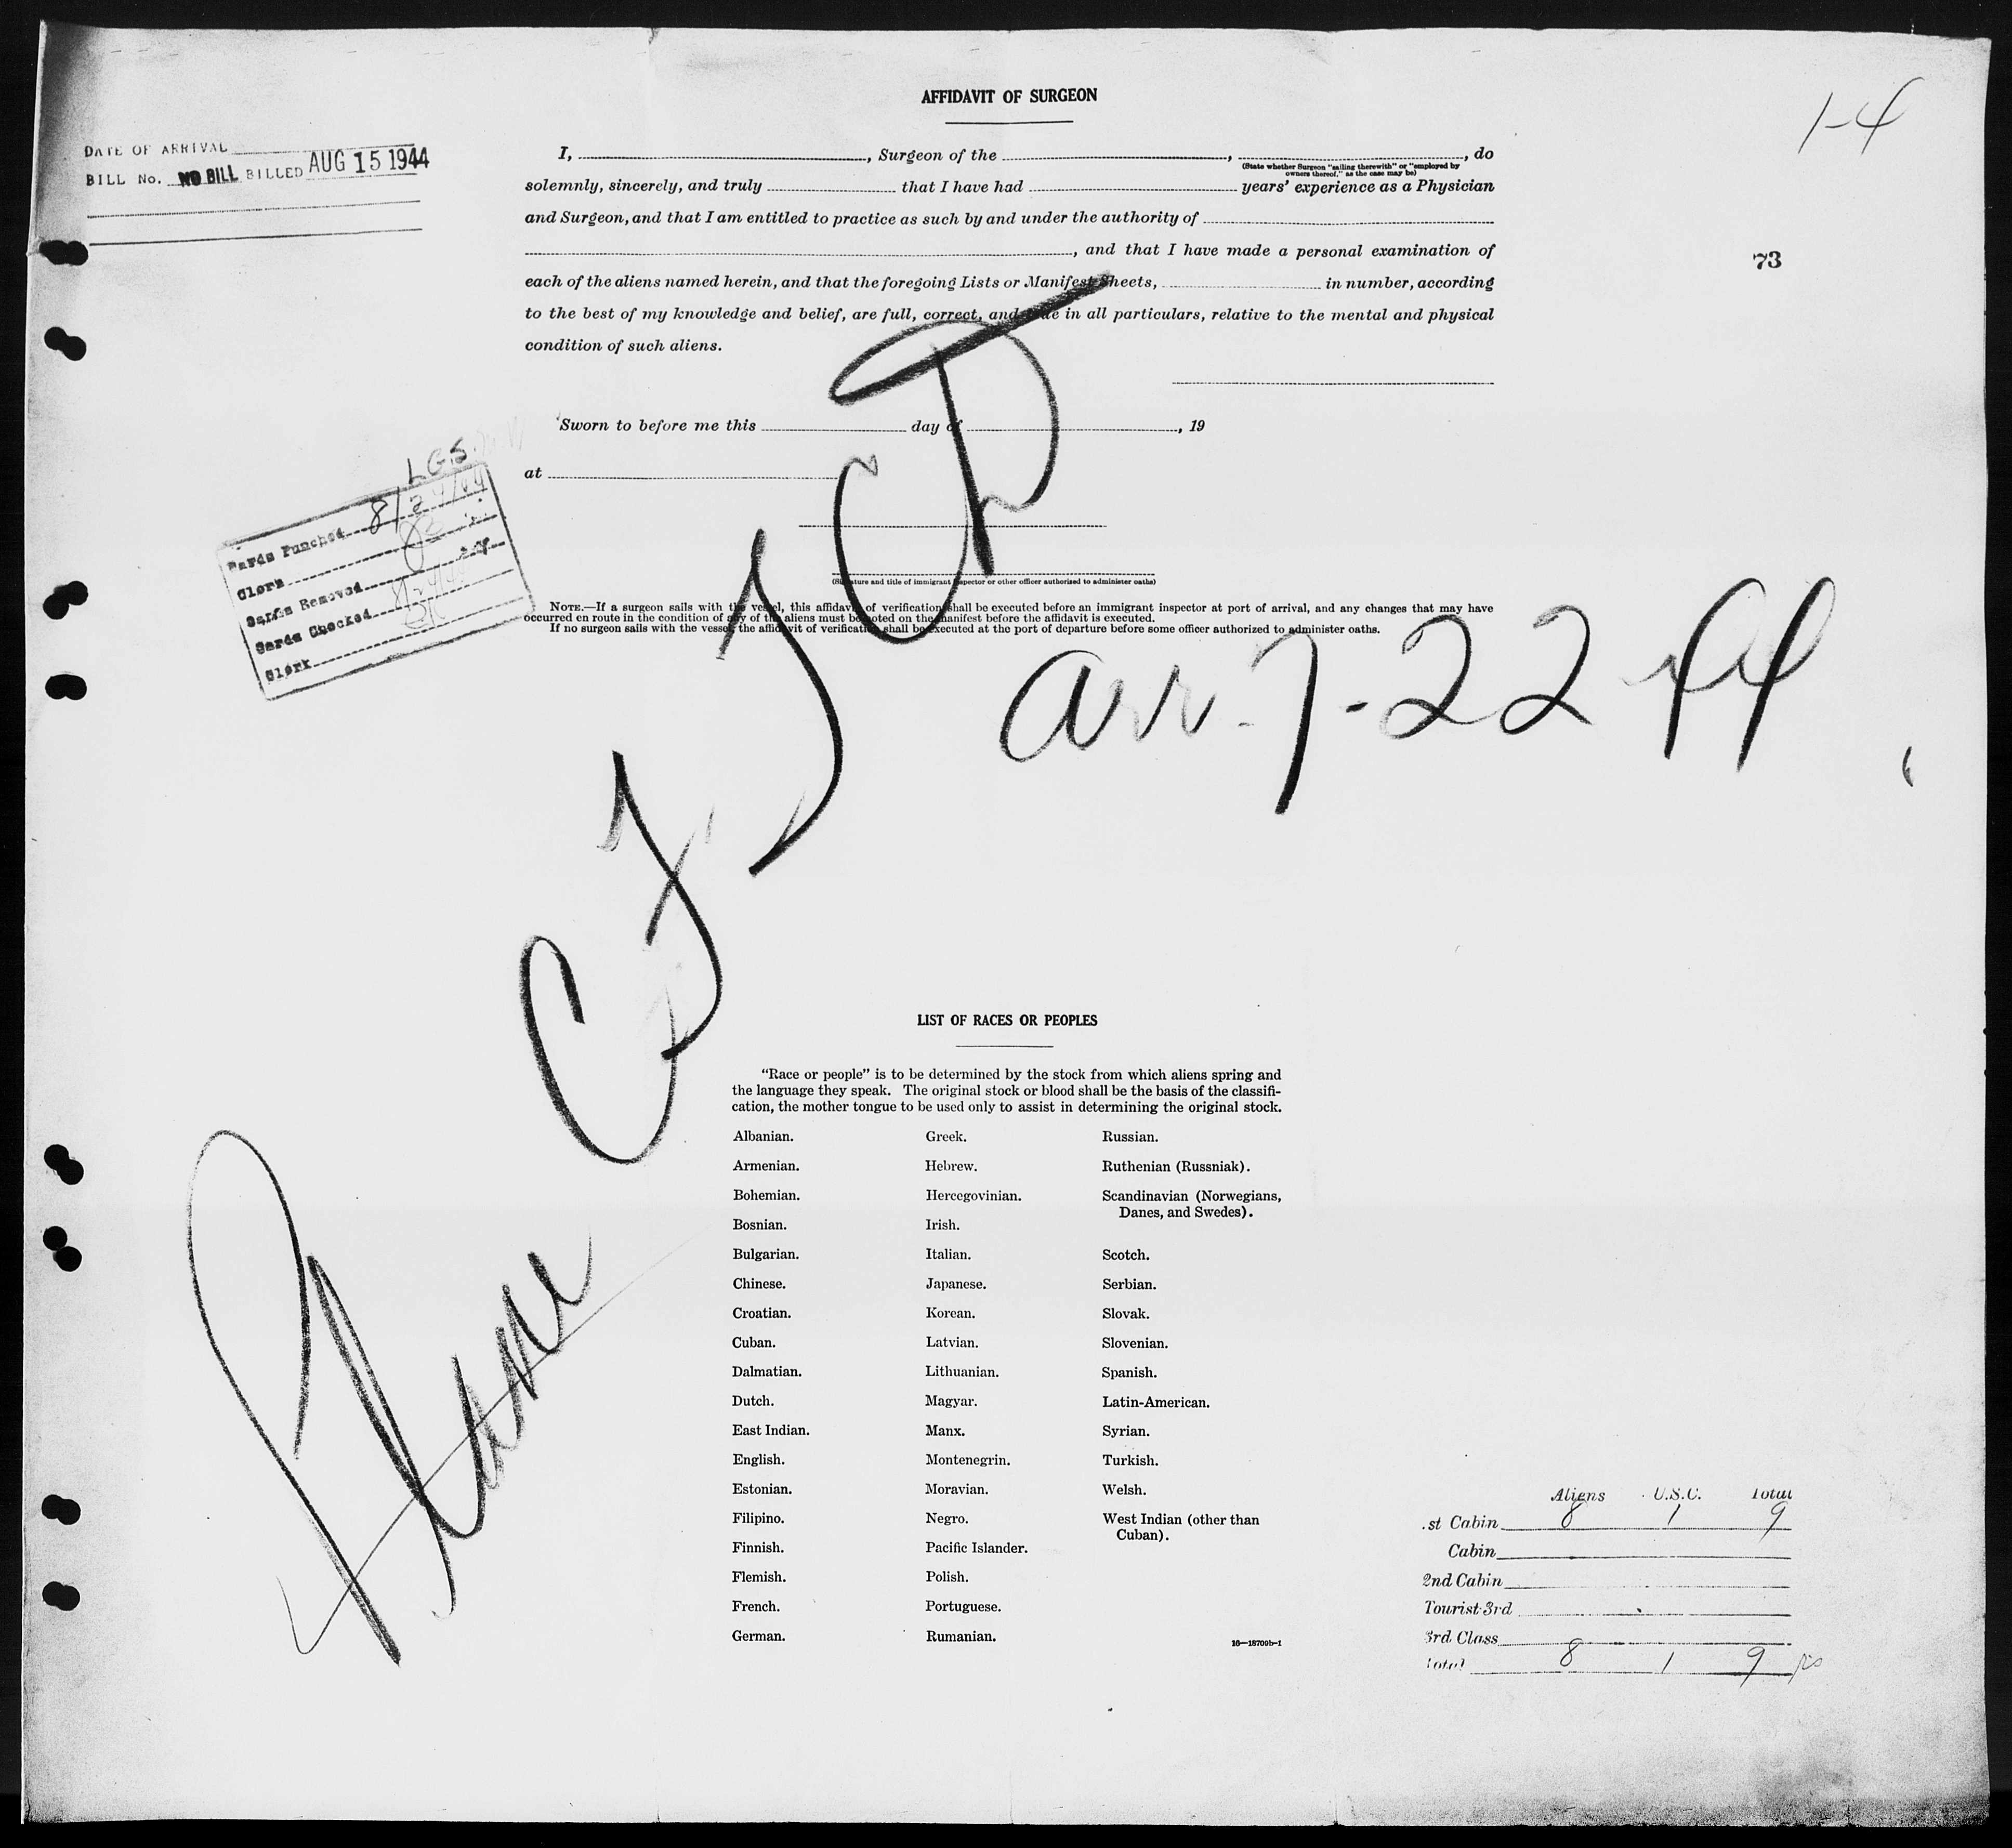 AFFIDAVIT OF SURGEON
1-4
DATE OF ARRIVAL
BILL No. NO BILL BILLED AUG 15 1944
I, , Surgeon of the , , do
(State whether Surgeon "sailing therewith" or "employed by
owners thereof," as the case may be)
solemnly, sincerely, and truly that I have had years' experience as a Physician
and Surgeon, and that I am entitled to practice as such by and under the authority of
, and that I have made a personal examination of
73
each of the aliens named herein, and that the foregoing Lists or Manifest Sheets, in number, according
to the best of my knowledge and belief, are full, correct, and true in all particulars, relative to the mental and physical
condition of such aliens.
Sworn to before me this day of , 19
at
L.G.S.
Cards Punched 8/24/44
Clerk
Cards Removed
Cards Checked
Clerk
(Signature and title of immigrant inspector or other officer authorized to administer oaths)
NOTE.—If a surgeon sails with the vessel, this affidavit of verification shall be executed before an immigrant inspector at port of arrival, and any changes that may have
occurred en route in the condition of any of the aliens must be noted on the manifest before the affidavit is executed.
If no surgeon sails with the vessel, the affidavit of verification shall be executed at the port of departure before some officer authorized to administer oaths.
arr. 7-22 44
Plane
LIST OF RACES OR PEOPLES
"Race or people" is to be determined by the stock from which aliens spring and
the language they speak. The original stock or blood shall be the basis of the classifi-
cation, the mother tongue to be used only to assist in determining the original stock.
Albanian.
Armenian.
Bohemian.
Bosnian.
Bulgarian.
Chinese.
Croatian.
Cuban.
Dalmatian.
Dutch.
East Indian.
English.
Estonian.
Filipino.
Finnish.
Flemish.
French.
German.
Greek.
Hebrew.
Hercegovinian.
Irish.
Italian.
Japanese.
Korean.
Latvian.
Lithuanian.
Magyar.
Manx.
Montenegrin.
Moravian.
Negro.
Pacific Islander.
Polish.
Portuguese.
Rumanian.
Russian.
Ruthenian (Russniak).
Scandinavian (Norwegians,
Danes, and Swedes).
Scotch.
Serbian.
Slovak.
Slovenian.
Spanish.
Latin-American.
Syrian.
Turkish.
Welsh.
West Indian (other than
Cuban).
16—18709b-1
Aliens U.S.C. Total
1st Cabin 8 1 9
Cabin
2nd Cabin
Tourist 3rd
3rd Class
Total 8 1 9